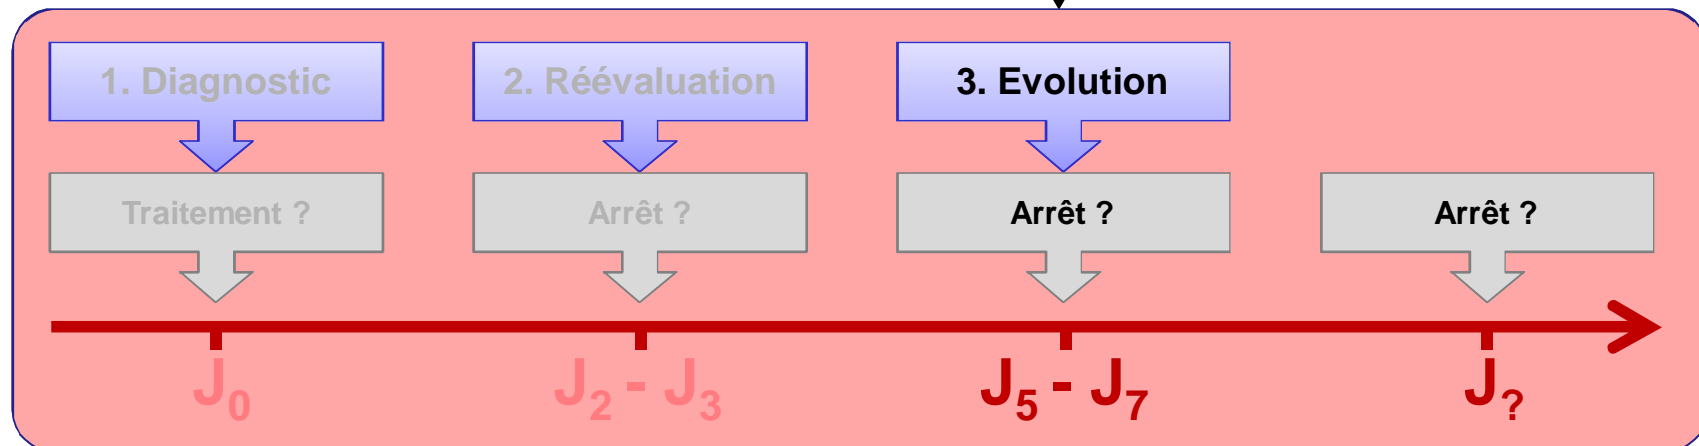 1. Diagnostic
2. Réévaluation
3. Evolution
Traitement ?
Arrêt ?
Arrêt ?
Arrêt ?
J0
J2 - J3
J5 - J7
J?